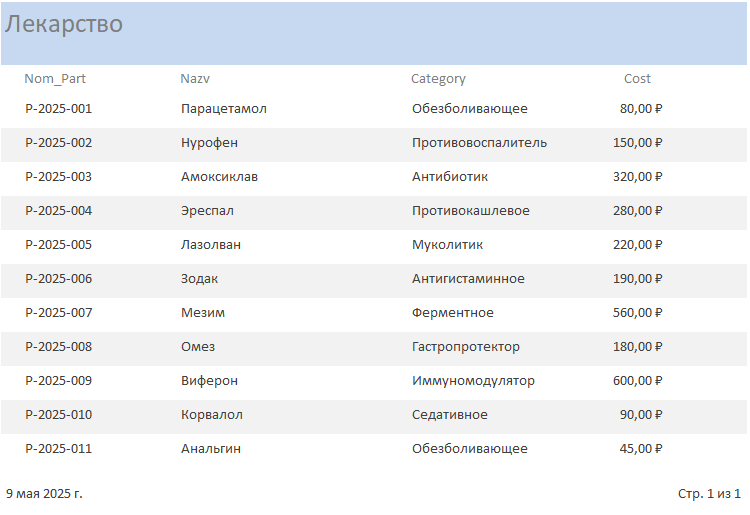 Лекарство
Nom_Part Nazv Category Cost
P-2025-001 Парацетамол Обезболивающее 80,00 ₽
P-2025-002 Нурофен Противовоспалитель 150,00 ₽
P-2025-003 Амоксиклав Антибиотик 320,00 ₽
P-2025-004 Эреспал Противокашлевое 280,00 ₽
P-2025-005 Лазолван Муколитик 220,00 ₽
P-2025-006 Зодак Антигистаминное 190,00 ₽
P-2025-007 Мезим Ферментное 560,00 ₽
P-2025-008 Омез Гастропротектор 180,00 ₽
P-2025-009 Виферон Иммуномодулятор 600,00 ₽
P-2025-010 Корвалол Седативное 90,00 ₽
P-2025-011 Анальгин Обезболивающее 45,00 ₽
9 мая 2025 г. Стр. 1 из 1